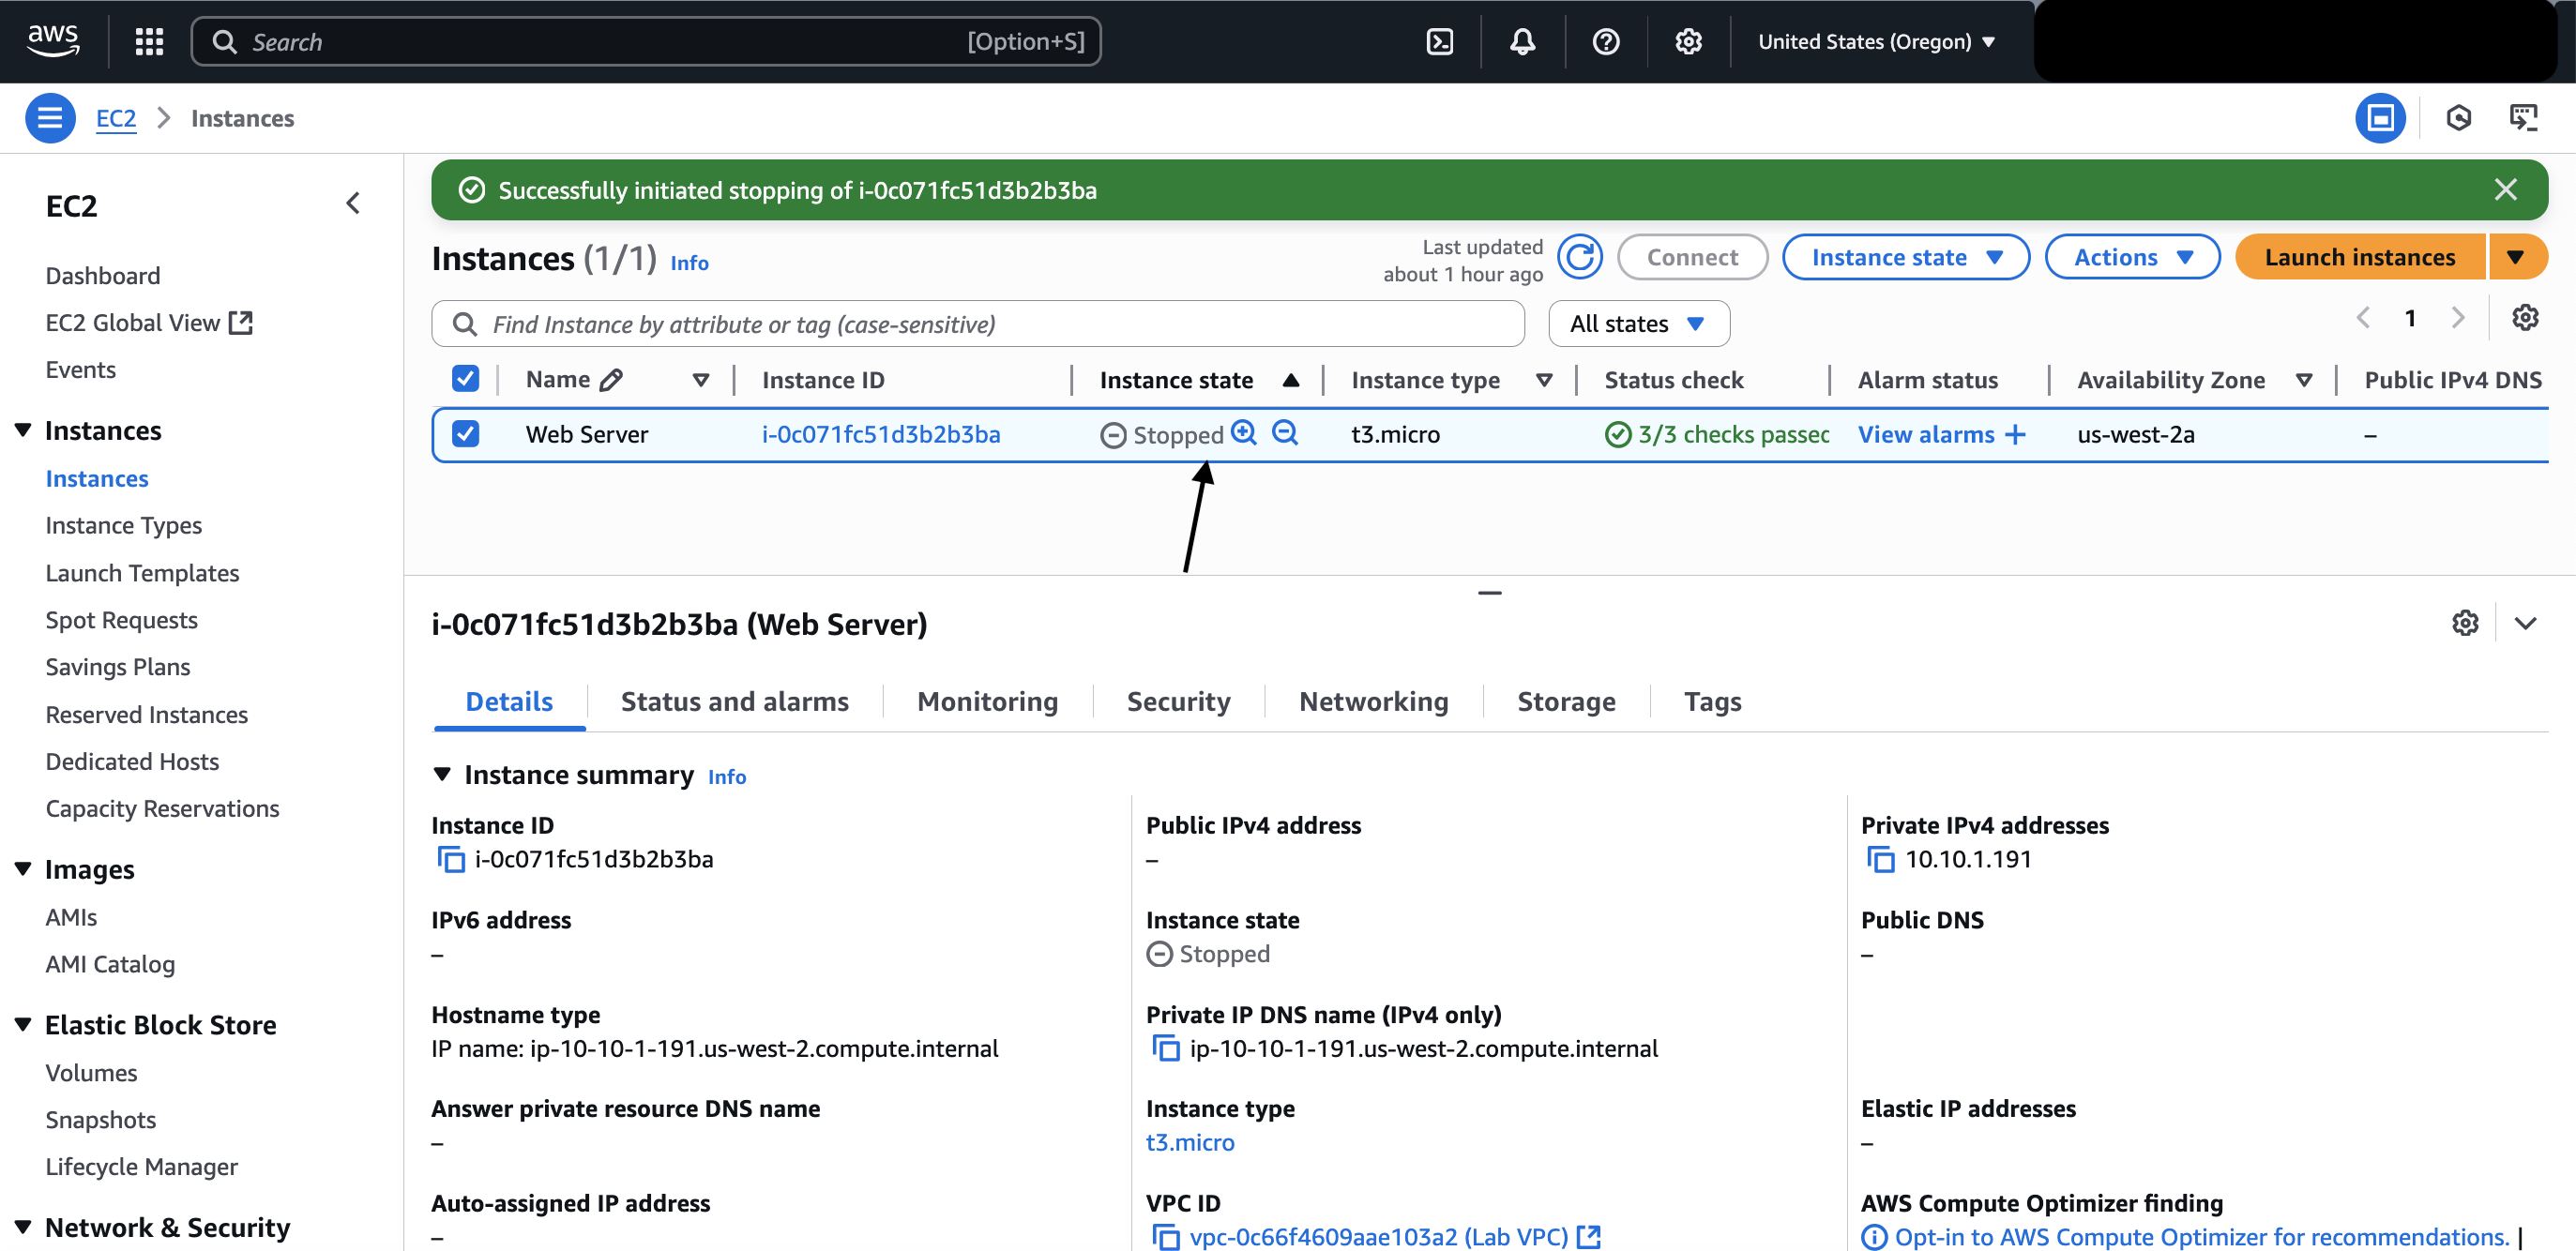 aws
Search [Option+S]
United States (Oregon)
EC2 > Instances
EC2
Dashboard
EC2 Global View
Events
Instances
Instances
Instance Types
Launch Templates
Spot Requests
Savings Plans
Reserved Instances
Dedicated Hosts
Capacity Reservations
Images
AMIs
AMI Catalog
Elastic Block Store
Volumes
Snapshots
Lifecycle Manager
Network & Security
Successfully initiated stopping of i-0c071fc51d3b2b3ba
Instances (1/1) Info
Last updated
about 1 hour ago
Connect
Instance state
Actions
Launch instances
Find Instance by attribute or tag (case-sensitive)
All states
1
Name Instance ID Instance state Instance type Status check Alarm status Availability Zone Public IPv4 DNS
Web Server i-0c071fc51d3b2b3ba Stopped t3.micro 3/3 checks passed View alarms + us-west-2a –
i-0c071fc51d3b2b3ba (Web Server)
Details Status and alarms Monitoring Security Networking Storage Tags
Instance summary Info
Instance ID
i-0c071fc51d3b2b3ba
Public IPv4 address
–
Private IPv4 addresses
10.10.1.191
IPv6 address
–
Instance state
Stopped
Public DNS
–
Hostname type
IP name: ip-10-10-1-191.us-west-2.compute.internal
Private IP DNS name (IPv4 only)
ip-10-10-1-191.us-west-2.compute.internal
Answer private resource DNS name
–
Instance type
t3.micro
Elastic IP addresses
–
Auto-assigned IP address
–
VPC ID
vpc-0c66f4609aae103a2 (Lab VPC)
AWS Compute Optimizer finding
Opt-in to AWS Compute Optimizer for recommendations. |